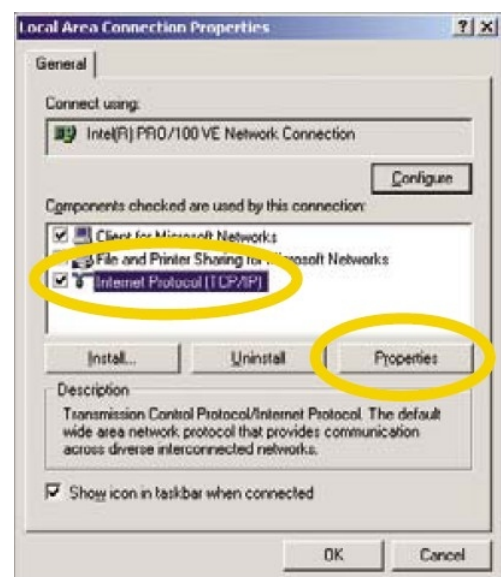 Local Area Connection Properties
General
Connect using:
Intel(R) PRO/100 VE Network Connection
Configure
Components checked are used by this connection:
Client for Microsoft Networks
File and Printer Sharing for Microsoft Networks
Internet Protocol (TCP/IP)
Install...
Uninstall
Properties
Description
Transmission Control Protocol/Internet Protocol. The default
wide area network protocol that provides communication
across diverse interconnected networks.
Show icon in taskbar when connected
OK
Cancel